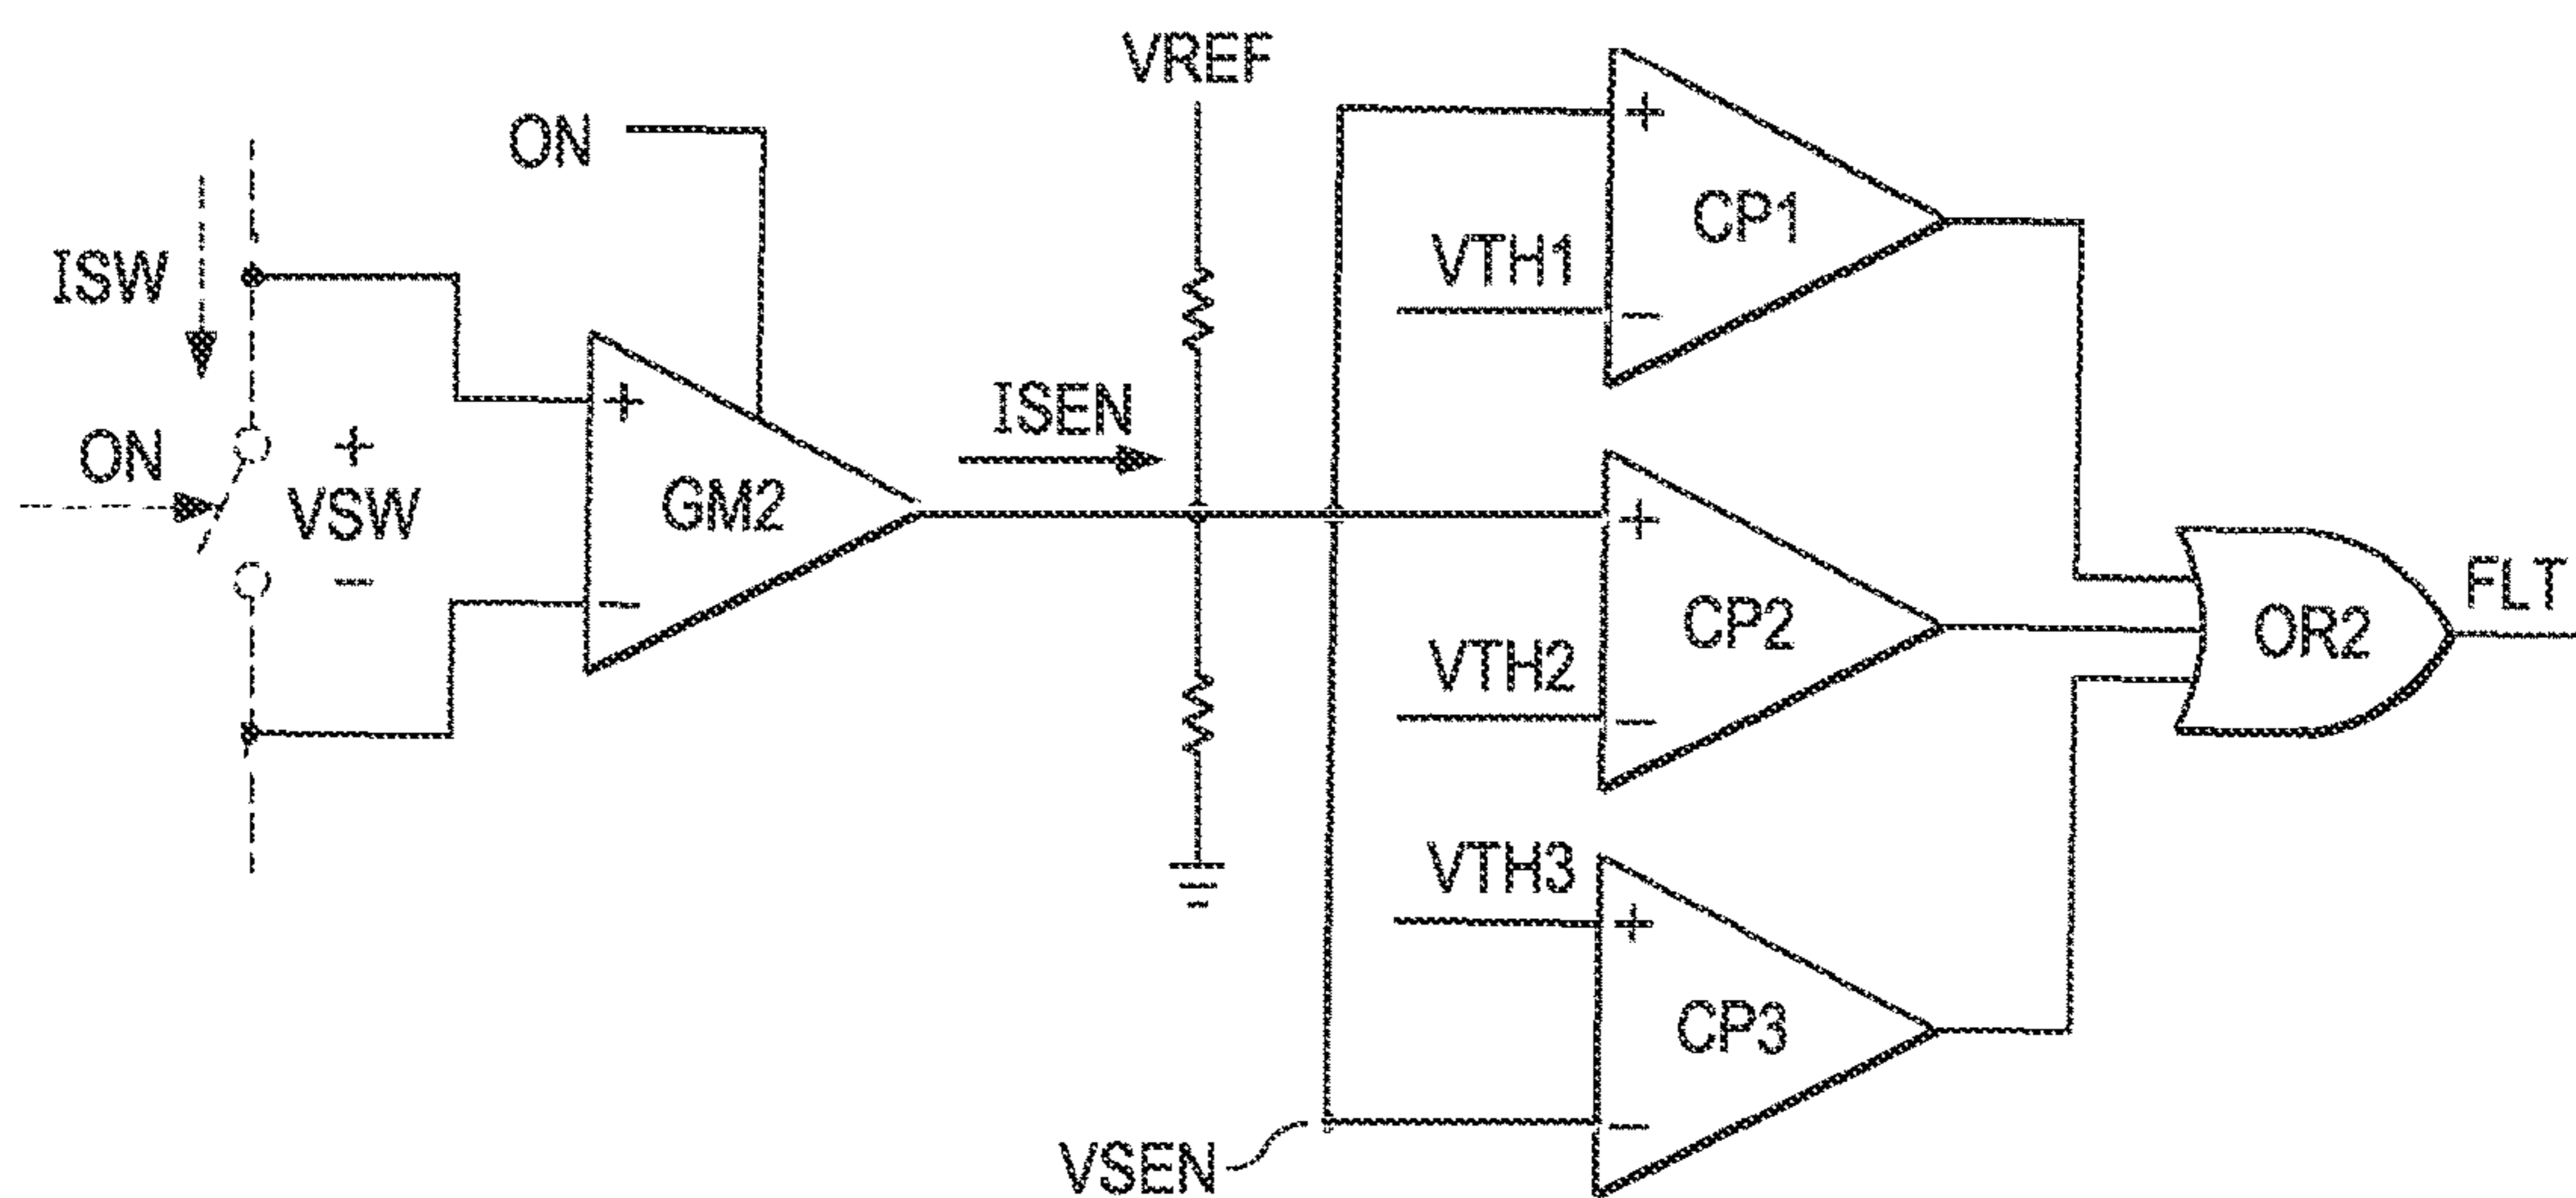 VREF
ON
+
CP1
ISW
VTH1
-
+
ISEN
ON
+
VSW
-
GM2
-
+
CP2
VTH2
-
OR2
FLT
VTH3
+
CP3
-
VSEN